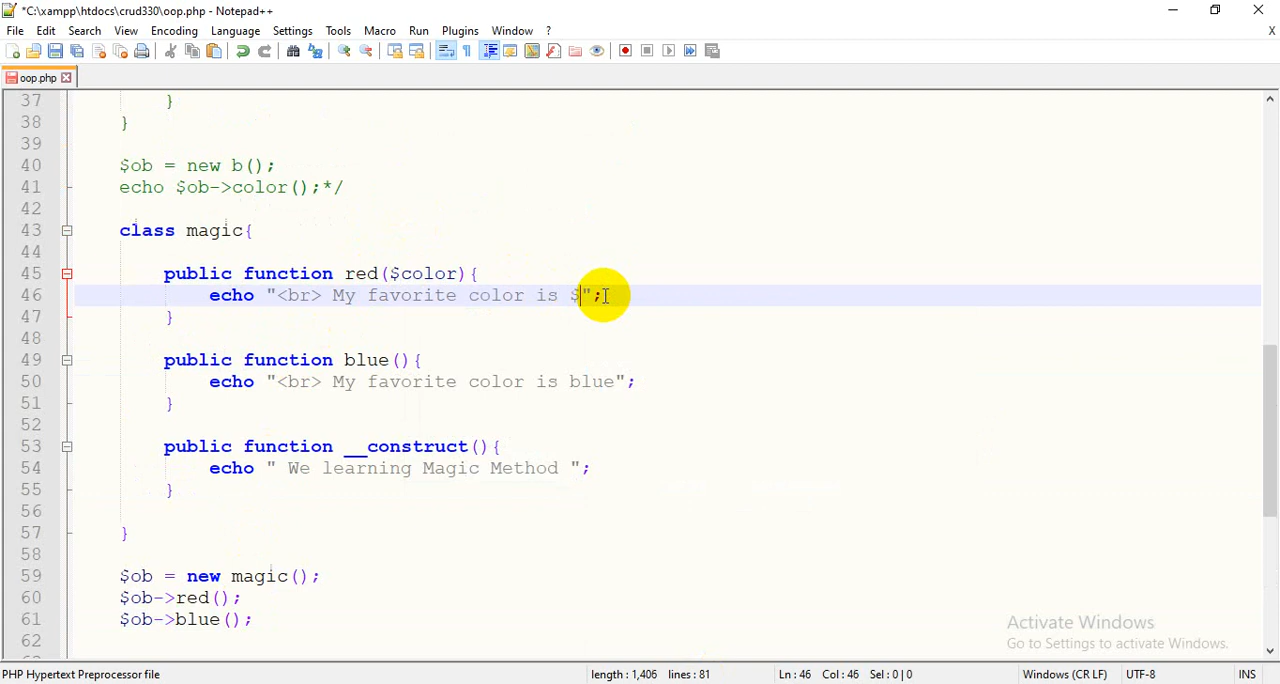 *C:\xampp\htdocs\crud330\oop.php - Notepad++
File Edit Search View Encoding Language Settings Tools Macro Run Plugins Window ? X
oop.php
37 }
38 }
39
40 $ob = new b();
41 echo $ob->color();*/
42
43 class magic{
44
45 public function red($color){
46 echo "<br> My favorite color is $";
47 }
48
49 public function blue(){
50 echo "<br> My favorite color is blue";
51 }
52
53 public function __construct(){
54 echo " We learning Magic Method ";
55 }
56
57 }
58
59 $ob = new magic();
60 $ob->red();
61 $ob->blue();
62
Activate Windows
Go to Settings to activate Windows.
PHP Hypertext Preprocessor file length : 1,406 lines : 81 Ln : 46 Col : 46 Sel : 0 | 0 Windows (CR LF) UTF-8 INS